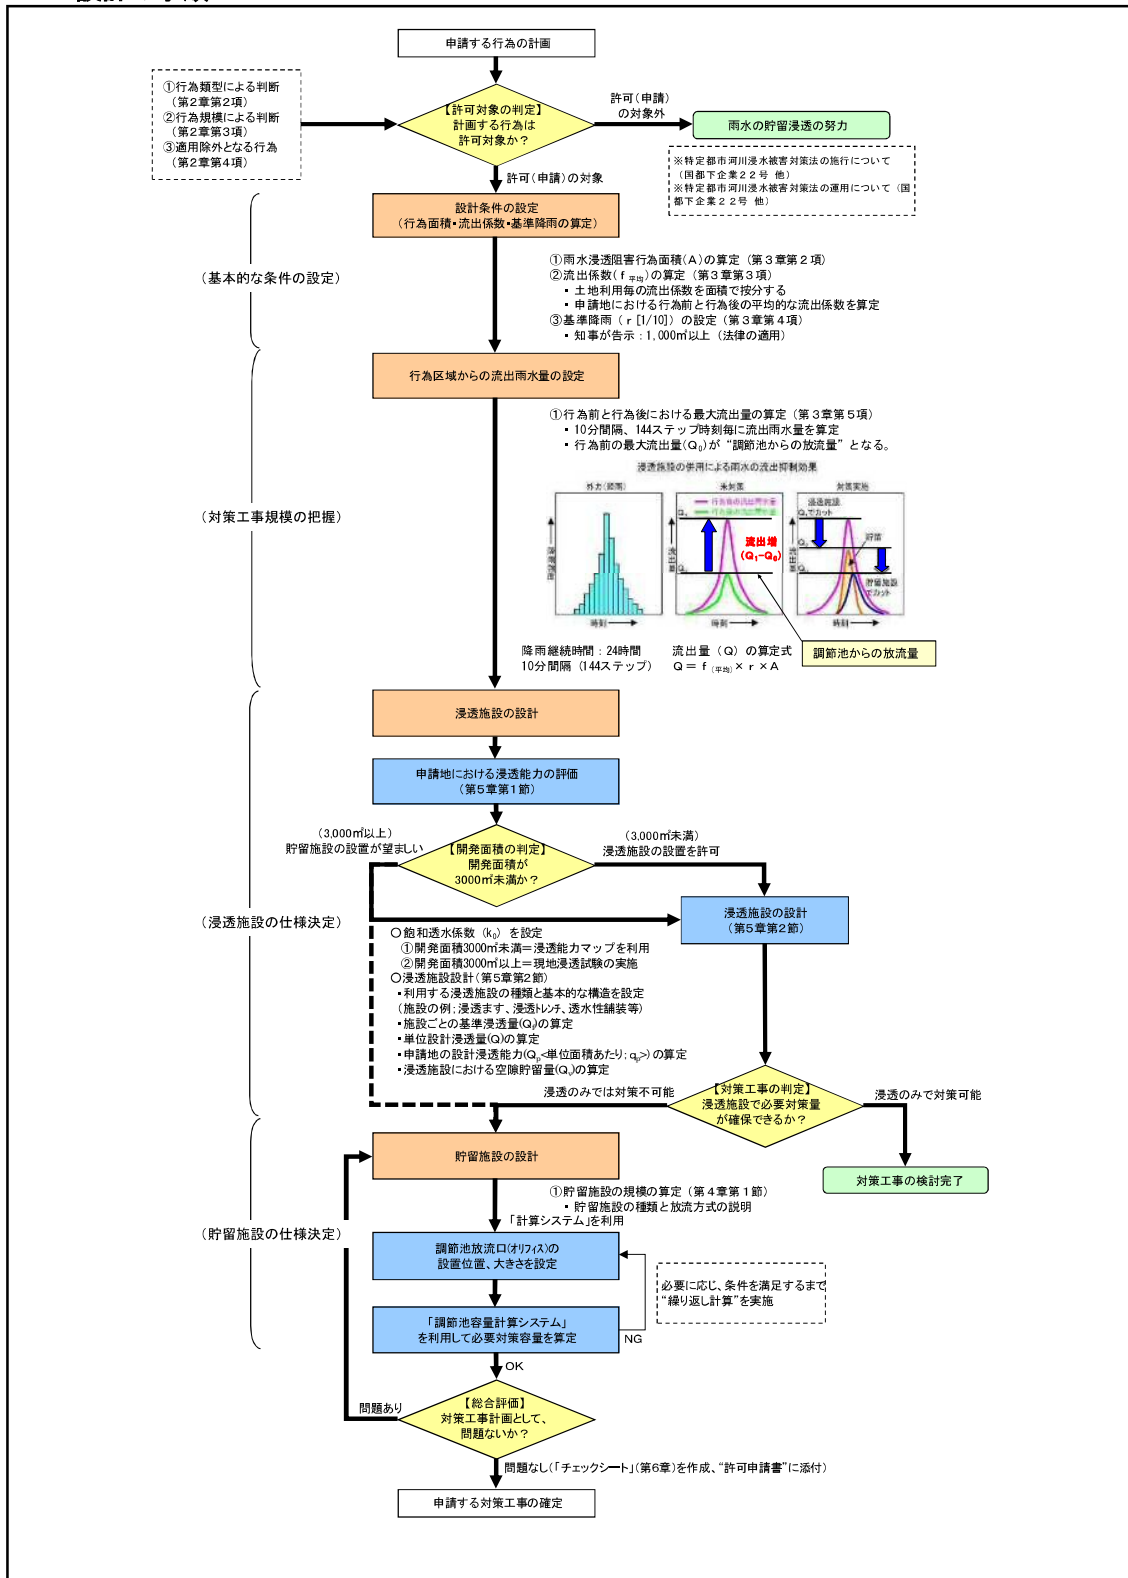 申請する行為の計画
①行為類型による判断
（第２章第２項）
②行為規模による判断
（第２章第３項）
③適用除外となる行為
（第２章第４項）
【許可対象の判定】
計画する行為は
許可対象か？
許可（申請）
の対象外
雨水の貯留浸透の努力
※特定都市河川浸水被害対策法の施行について
（国都下企業２２号 他）
※特定都市河川浸水被害対策法の運用について（国
都下企業２２号 他）
許可（申請）の対象
設計条件の設定
（行為面積・流出係数・基準降雨の算定）
（基本的な条件の設定）
①雨水浸透阻害行為面積（Ａ）の算定（第３章第２項）
②流出係数（ｆ平均）の算定（第３章第３項）
・土地利用毎の流出係数を面積で按分する
・申請地における行為前と行為後の平均的な流出係数を算定
③基準降雨（ｒ[1/10]）の設定（第３章第４項）
・知事が告示：1,000㎡以上（法律の適用）
行為区域からの流出雨水量の設定
①行為前と行為後における最大流出量の算定（第３章第５項）
・10分間隔、144ステップ時刻毎に流出雨水量を算定
・行為前の最大流出量（Q₀）が“調節池からの放流量”となる。
（対策工事規模の把握）
浸透施設の併用による雨水の流出抑制効果
外力（降雨）
未対策
対策実施
流出増
（Q₁-Q₀）
浸透施設
でカット
貯留
貯留施設
でカット
時刻
時刻
時刻
降雨継続時間：24時間
10分間隔（144ステップ）
流出量（Ｑ）の算定式
Ｑ＝ｆ（平均）×ｒ×Ａ
調節池からの放流量
浸透施設の設計
申請地における浸透能力の評価
（第５章第１節）
（3,000㎡以上）
貯留施設の設置が望ましい
【開発面積の判定】
開発面積が
3000㎡未満か？
（3,000㎡未満）
浸透施設の設置を許可
浸透施設の設計
（第５章第２節）
（浸透施設の仕様決定）
○飽和透水係数（k₀）を設定
①開発面積3000㎡未満＝浸透能力マップを利用
②開発面積3000㎡以上＝現地浸透試験の実施
○浸透施設設計（第５章第２節）
・利用する浸透施設の種類と基本的な構造を設定
（施設の例；浸透ます、浸透ﾄﾚﾝﾁ、透水性舗装等）
・施設ごとの基準浸透量（Qf）の算定
・単位設計浸透量（Q）の算定
・申請地の設計浸透能力（Qp<単位面積あたり；qp>）の算定
・浸透施設における空隙貯留量（Qv）の算定
浸透のみでは対策不可能
【対策工事の判定】
浸透施設で必要対策量
が確保できるか？
浸透のみで対策可能
対策工事の検討完了
貯留施設の設計
①貯留施設の規模の算定（第４章第１節）
・貯留施設の種類と放流方式の説明
「計算システム」を利用
（貯留施設の仕様決定）
調節池放流口（ｵﾘﾌｨｽ）の
設置位置、大きさを設定
必要に応じ、条件を満足するまで
“繰り返し計算”を実施
「調節池容量計算システム」
を利用して必要対策容量を算定
NG
OK
【総合評価】
対策工事計画として、
問題ないか？
問題あり
問題なし（「チェックシート」（第６章）を作成、“許可申請書”に添付）
申請する対策工事の確定